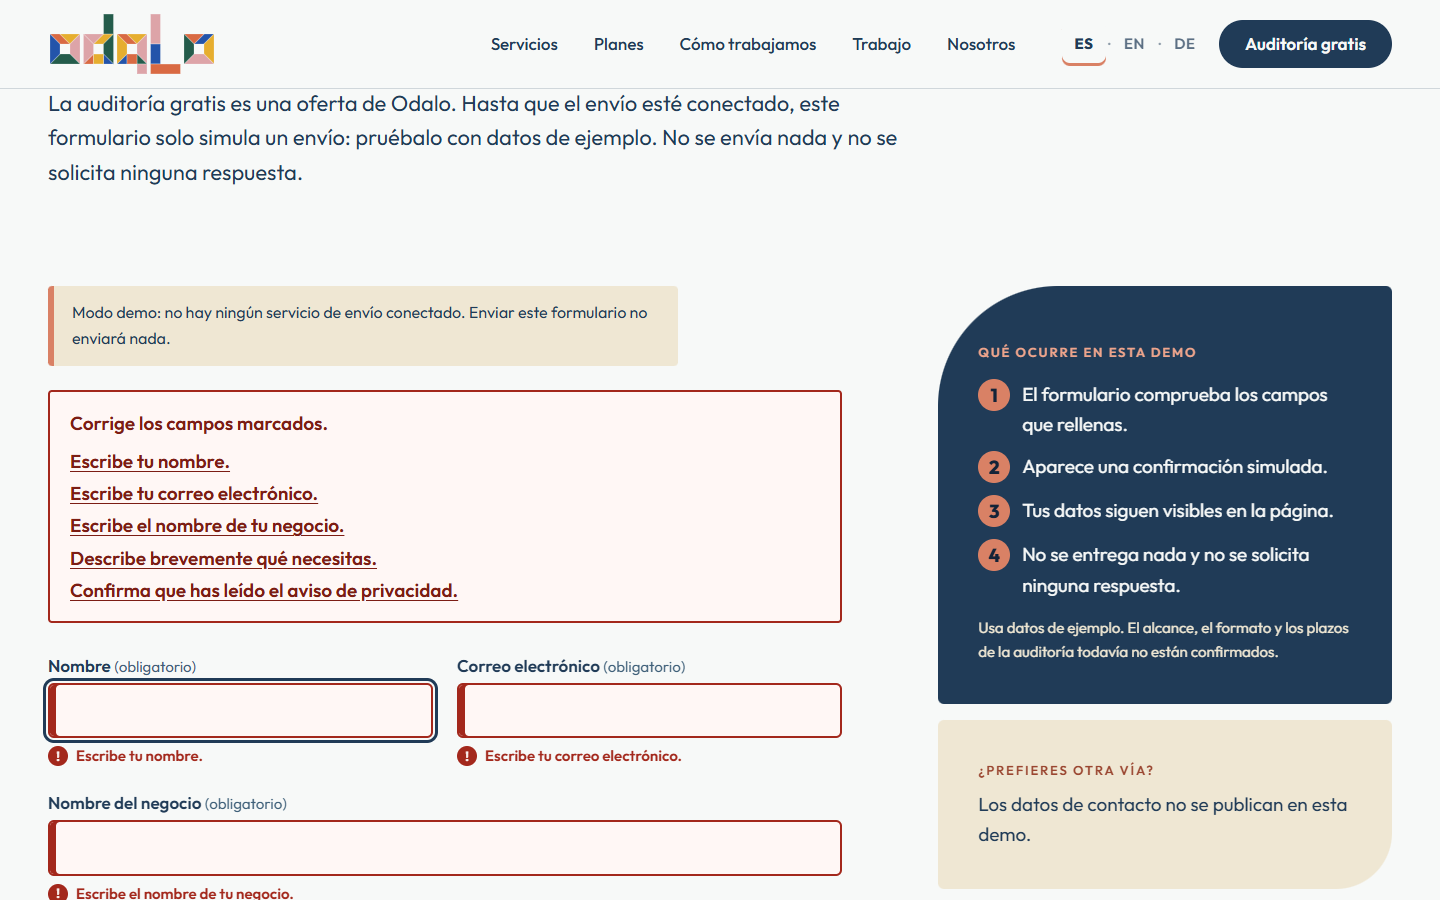 odalo
Servicios
Planes
Cómo trabajamos
Trabajo
Nosotros
ES · EN · DE
Auditoría gratis
La auditoría gratis es una oferta de Odalo. Hasta que el envío esté conectado, este
formulario solo simula un envío: pruébalo con datos de ejemplo. No se envía nada y no se
solicita ninguna respuesta.
Modo demo: no hay ningún servicio de envío conectado. Enviar este formulario no
enviará nada.
Corrige los campos marcados.
Escribe tu nombre.
Escribe tu correo electrónico.
Escribe el nombre de tu negocio.
Describe brevemente qué necesitas.
Confirma que has leído el aviso de privacidad.
Nombre (obligatorio)
! Escribe tu nombre.
Correo electrónico (obligatorio)
! Escribe tu correo electrónico.
Nombre del negocio (obligatorio)
! Escribe el nombre de tu negocio.
QUÉ OCURRE EN ESTA DEMO
1 El formulario comprueba los campos
que rellenas.
2 Aparece una confirmación simulada.
3 Tus datos siguen visibles en la página.
4 No se entrega nada y no se solicita
ninguna respuesta.
Usa datos de ejemplo. El alcance, el formato y los plazos
de la auditoría todavía no están confirmados.
¿PREFIERES OTRA VÍA?
Los datos de contacto no se publican en esta
demo.